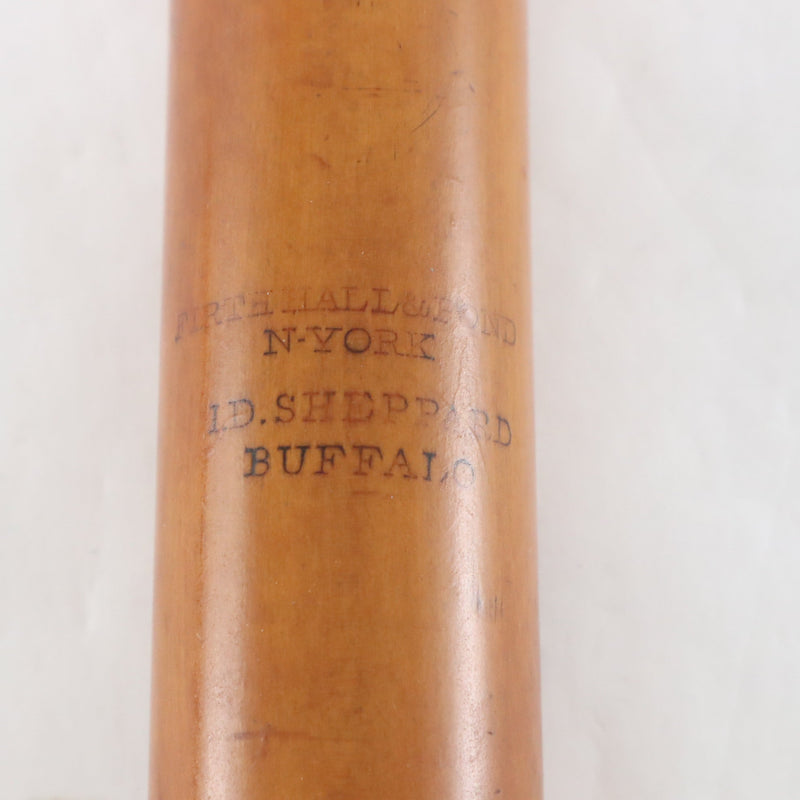 FIRTH HALL & POND
N-YORK
I.D. SHEPPARD
BUFFALO